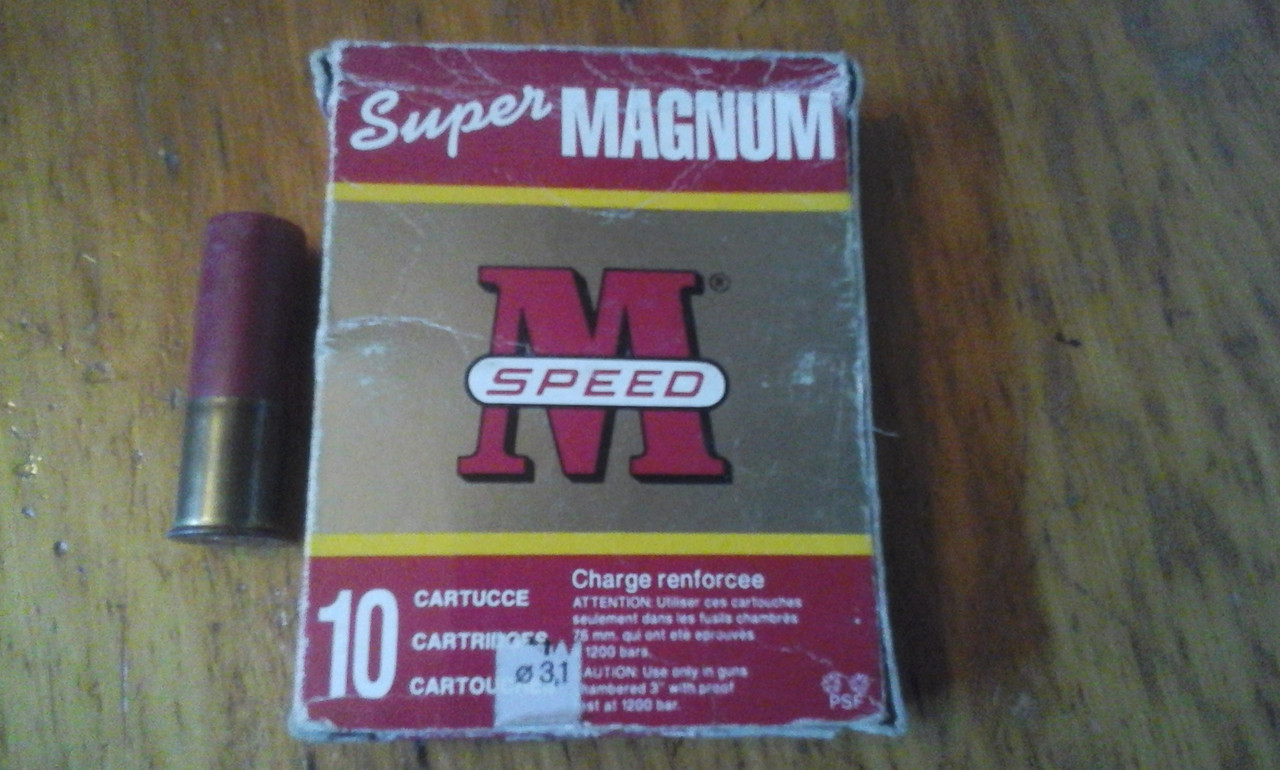 Super MAGNUM
M®
SPEED
10
CARTUCCE
CARTRIDGES
Charge renforcee
ATTENTION: Utiliser ces cartouches
seulement dans les fusils chambrés
76 mm. qui ont eté eprouvés
1200 bars.
CAUTION: Use only in guns
chambered 3" with proof
test at 1200 bar.
ø 3,1
PSF